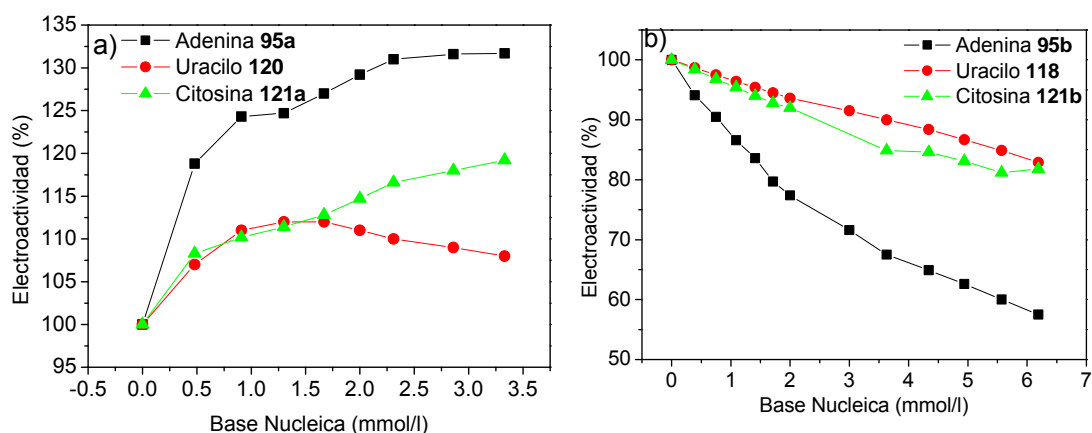 a)
Adenina 95a
Uracilo 120
Citosina 121a
Electroactividad (%)
135
130
125
120
115
110
105
100
95
-0.5 0.0 0.5 1.0 1.5 2.0 2.5 3.0 3.5
Base Nucleica (mmol/l)
b)
Adenina 95b
Uracilo 118
Citosina 121b
Electroactividad (%)
100
90
80
70
60
50
0 1 2 3 4 5 6 7
Base Nucleica (mmol/l)